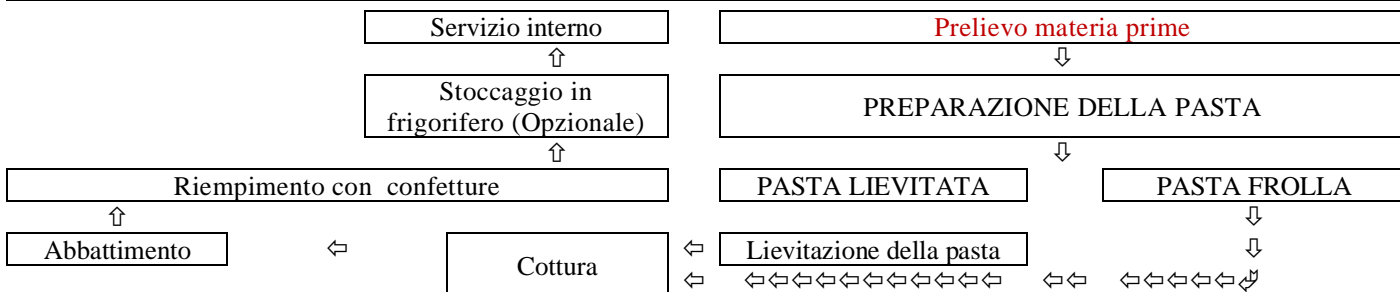 Servizio interno
Prelievo materia prime
⇧
⇩
Stoccaggio in
frigorifero (Opzionale)
PREPARAZIONE DELLA PASTA
⇧
⇩
Riempimento con confetture
PASTA LIEVITATA
PASTA FROLLA
⇧
⇩
Abbattimento
⇦
Cottura
⇦
Lievitazione della pasta
⇩
⇦
⇦⇦⇦⇦⇦⇦⇦⇦⇦⇦⇦
⇦⇦
⇦⇦⇦⇦⇦